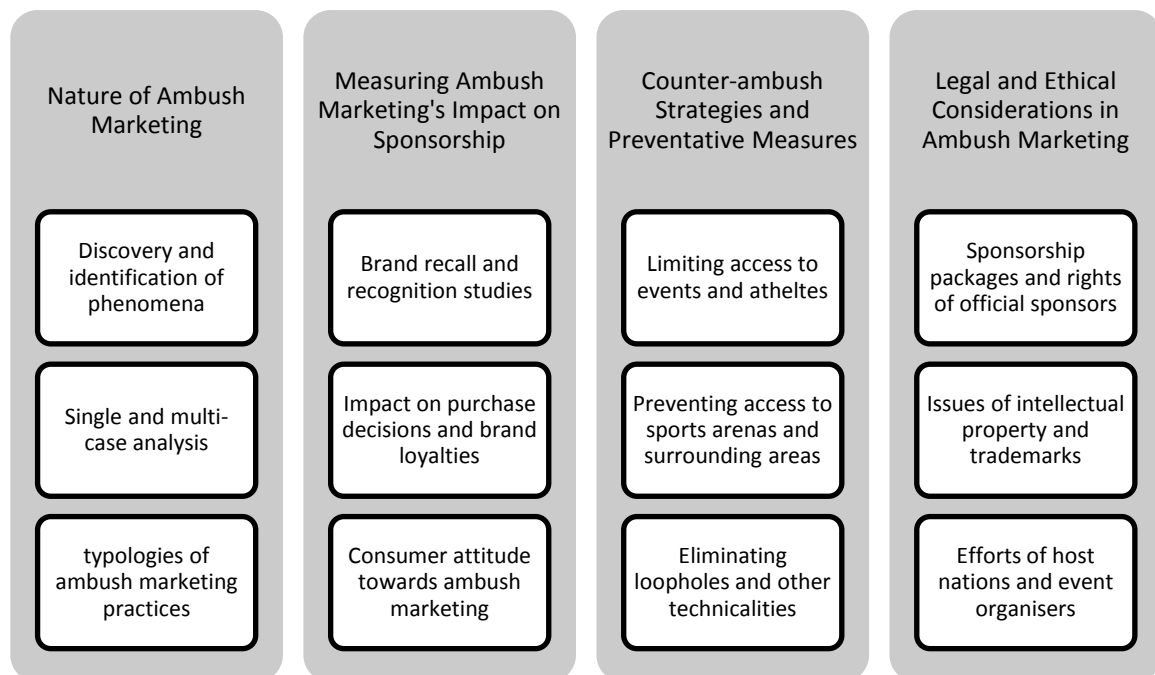 Nature of Ambush
Marketing
Discovery and
identification of
phenomena
Single and multi-
case analysis
typologies of
ambush marketing
practices
Measuring Ambush
Marketing's Impact on
Sponsorship
Brand recall and
recognition studies
Impact on purchase
decisions and brand
loyalties
Consumer attitude
towards ambush
marketing
Counter-ambush
Strategies and
Preventative Measures
Limiting access to
events and atheltes
Preventing access to
sports arenas and
surrounding areas
Eliminating
loopholes and other
technicalities
Legal and Ethical
Considerations in
Ambush Marketing
Sponsorship
packages and rights
of official sponsors
Issues of intellectual
property and
trademarks
Efforts of host
nations and event
organisers